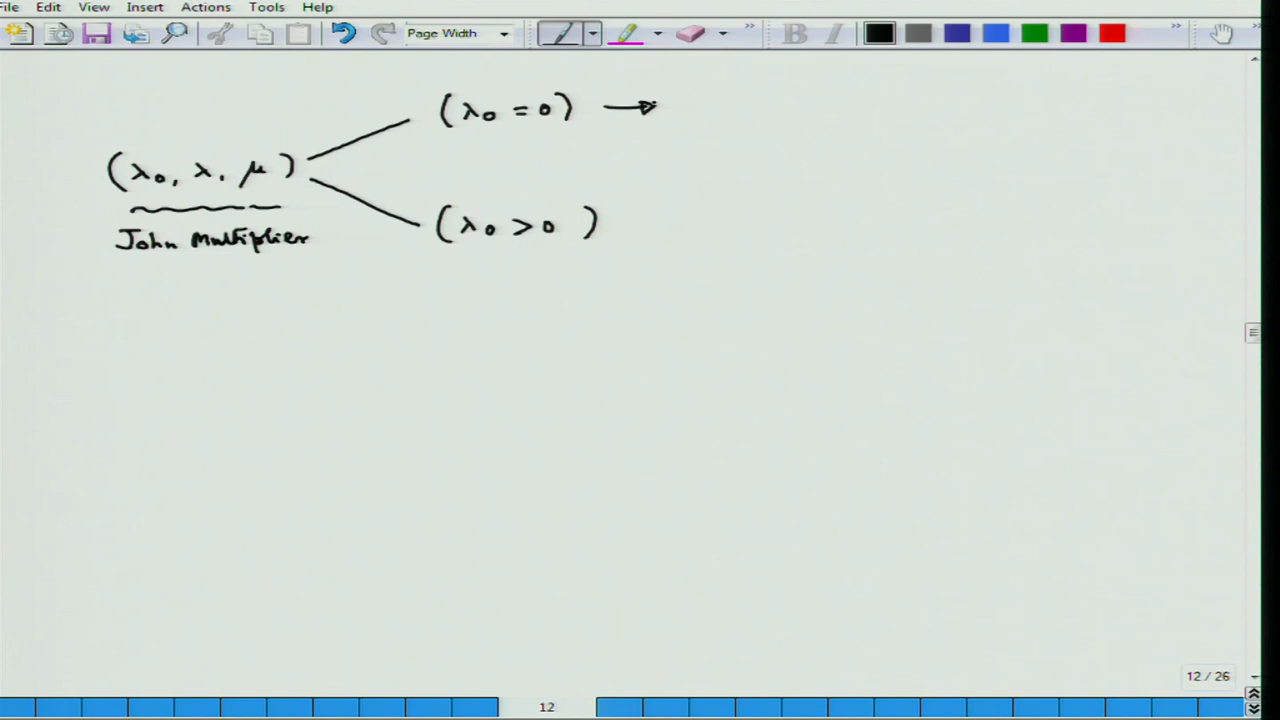 File Edit View Insert Actions Tools Help
Page Width
B I
(λ₀ = 0) →
(λ₀, λ, μ)
John Multiplier
(λ₀ > 0 )
12 / 26
12